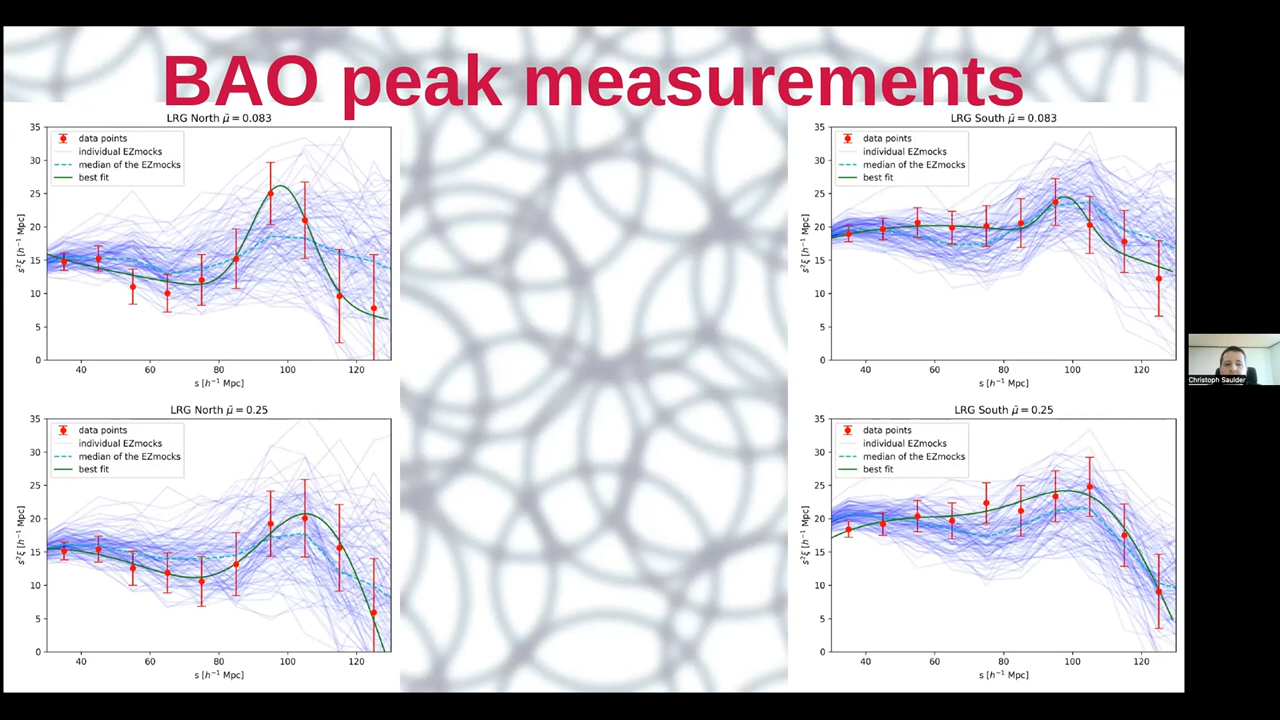 BAO peak measurements
LRG North μ̄ = 0.083
data points
individual EZmocks
median of the EZmocks
best fit
35
30
25
20
15
10
5
0
s²ξ [h⁻¹ Mpc]
40 60 80 100 120
s [h⁻¹ Mpc]
LRG South μ̄ = 0.083
data points
individual EZmocks
median of the EZmocks
best fit
35
30
25
20
15
10
5
0
s²ξ [h⁻¹ Mpc]
40 60 80 100 120
s [h⁻¹ Mpc]
LRG North μ̄ = 0.25
data points
individual EZmocks
median of the EZmocks
best fit
35
30
25
20
15
10
5
0
s²ξ [h⁻¹ Mpc]
40 60 80 100 120
s [h⁻¹ Mpc]
LRG South μ̄ = 0.25
data points
individual EZmocks
median of the EZmocks
best fit
35
30
25
20
15
10
5
0
s²ξ [h⁻¹ Mpc]
40 60 80 100 120
s [h⁻¹ Mpc]
Christoph Saulder